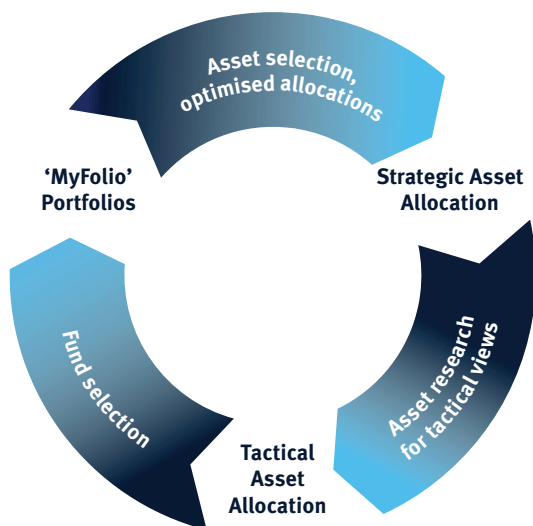 Asset selection,
optimised allocations
‘MyFolio’
Portfolios
Strategic Asset
Allocation
Fund selection
Asset research
for tactical views
Tactical
Asset
Allocation